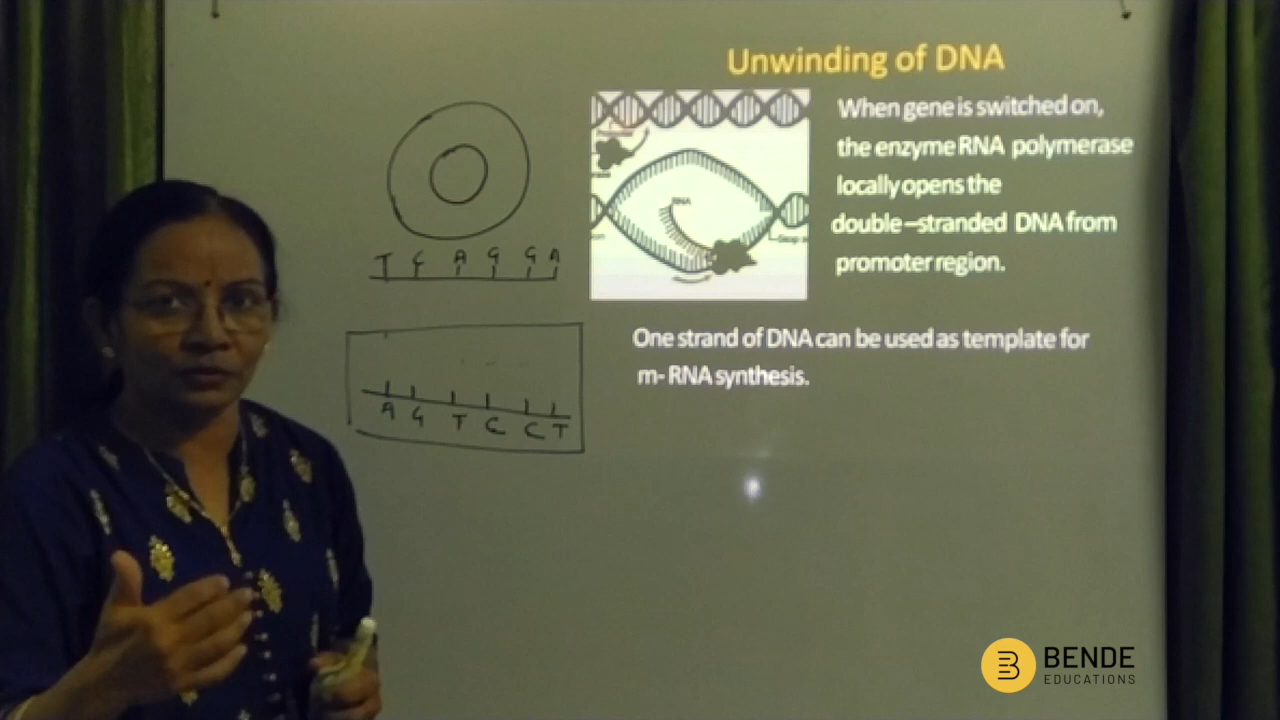 Unwinding of DNA
When gene is switched on,
the enzyme RNA polymerase
locally opens the
double-stranded DNA from
promoter region.
RNA
One strand of DNA can be used as template for
m-RNA synthesis.
T C A G G A
A G T C C T
BENDE
EDUCATIONS